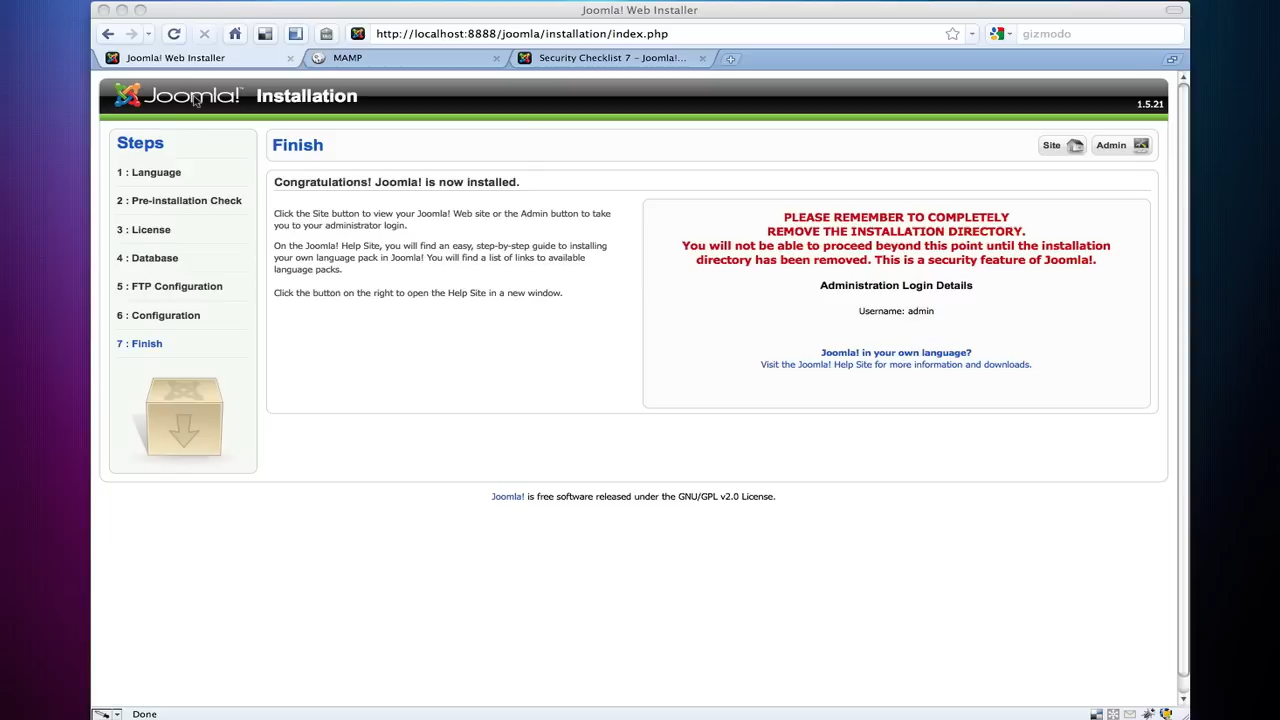 Joomla! Web Installer
http://localhost:8888/joomla/installation/index.php
gizmodo
Joomla! Web Installer
MAMP
Security Checklist 7 – Joomla!...
Joomla!™ Installation
1.5.21
Steps
1 : Language
2 : Pre-installation Check
3 : License
4 : Database
5 : FTP Configuration
6 : Configuration
7 : Finish
Finish
Site
Admin
Congratulations! Joomla! is now installed.
Click the Site button to view your Joomla! Web site or the Admin button to take
you to your administrator login.
On the Joomla! Help Site, you will find an easy, step-by-step guide to installing
your own language pack in Joomla! You will find a list of links to available
language packs.
Click the button on the right to open the Help Site in a new window.
PLEASE REMEMBER TO COMPLETELY
REMOVE THE INSTALLATION DIRECTORY.
You will not be able to proceed beyond this point until the installation
directory has been removed. This is a security feature of Joomla!.
Administration Login Details
Username: admin
Joomla! in your own language?
Visit the Joomla! Help Site for more information and downloads.
Joomla! is free software released under the GNU/GPL v2.0 License.
Done